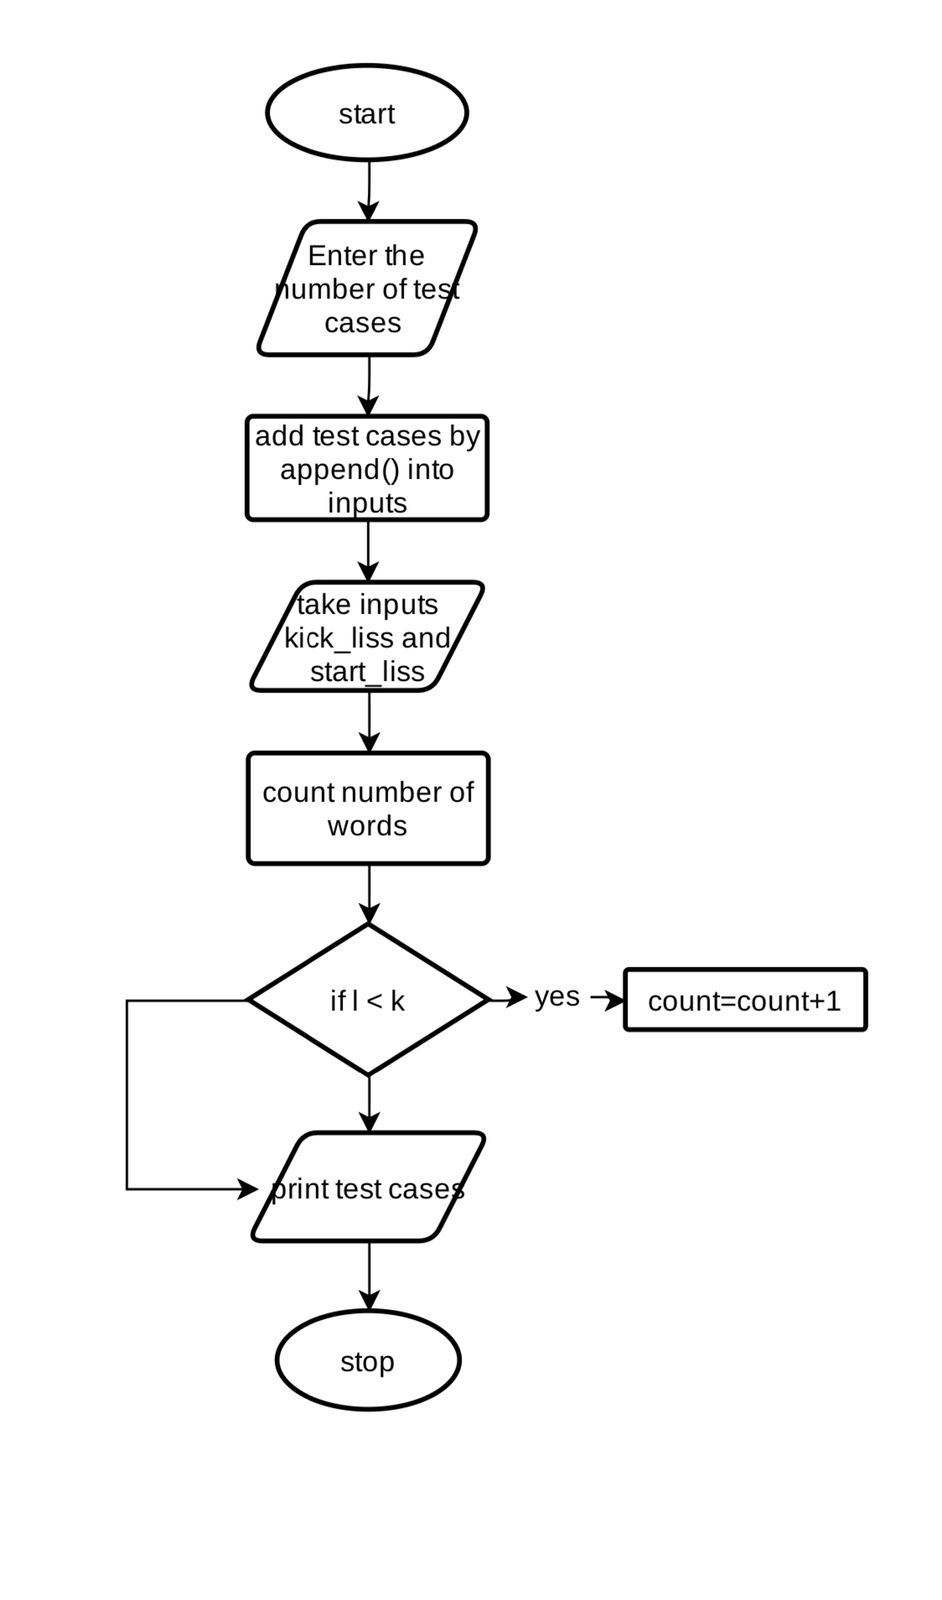 start
Enter the
number of test
cases
add test cases by
append() into
inputs
take inputs
kick_liss and
start_liss
count number of
words
if l < k
yes
count=count+1
print test cases
stop